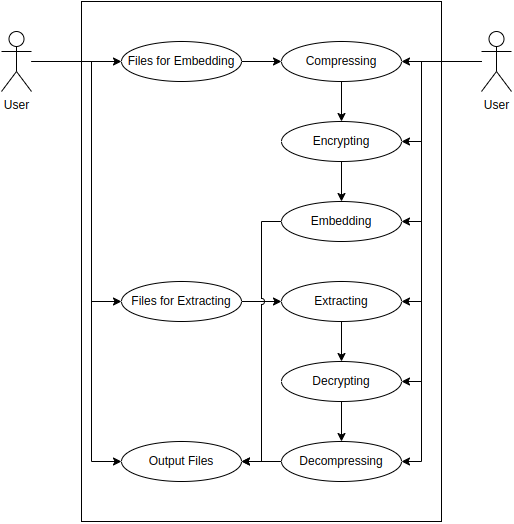 Files for Embedding
Compressing
User
User
Encrypting
Embedding
Files for Extracting
Extracting
Decrypting
Output Files
Decompressing